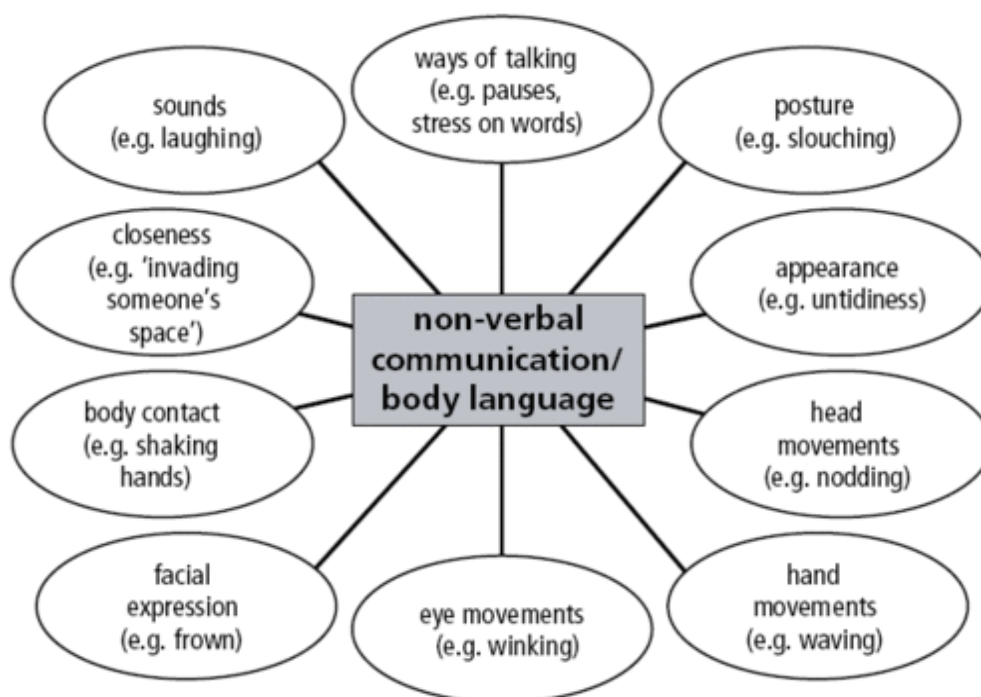 ways of talking
(e.g. pauses,
stress on words)
sounds
(e.g. laughing)
posture
(e.g. slouching)
closeness
(e.g. ‘invading
someone’s
space’)
appearance
(e.g. untidiness)
non-verbal
communication/
body language
body contact
(e.g. shaking
hands)
head
movements
(e.g. nodding)
facial
expression
(e.g. frown)
eye movements
(e.g. winking)
hand
movements
(e.g. waving)